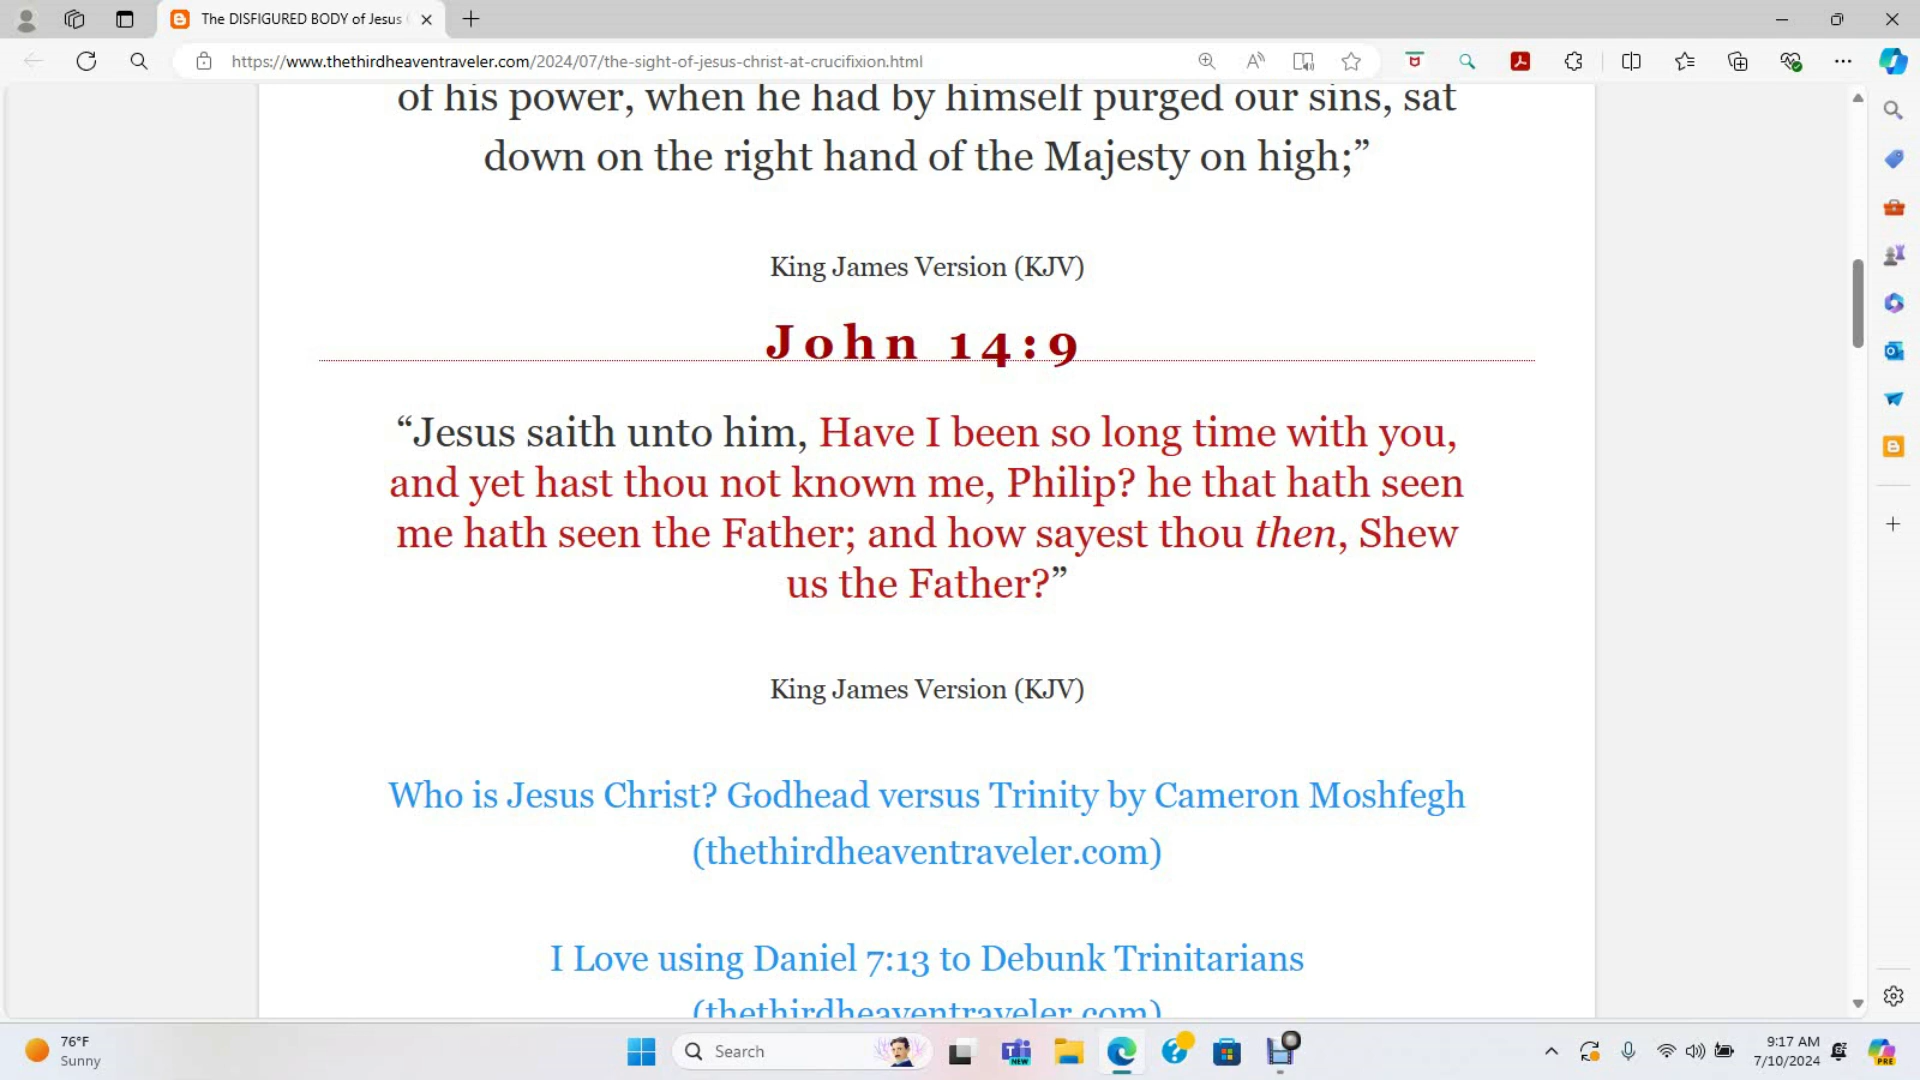 The DISFIGURED BODY of Jesus
https://www.thethirdheaventraveler.com/2024/07/the-sight-of-jesus-christ-at-crucifixion.html
of his power, when he had by himself purged our sins, sat
down on the right hand of the Majesty on high;”
King James Version (KJV)
John 14:9
“Jesus saith unto him, Have I been so long time with you,
and yet hast thou not known me, Philip? he that hath seen
me hath seen the Father; and how sayest thou then, Shew
us the Father?”
King James Version (KJV)
Who is Jesus Christ? Godhead versus Trinity by Cameron Moshfegh
(thethirdheaventraveler.com)
I Love using Daniel 7:13 to Debunk Trinitarians
(thethirdheaventraveler.com)
76°F
Sunny
Search
NEW
9:17 AM
7/10/2024
PRE